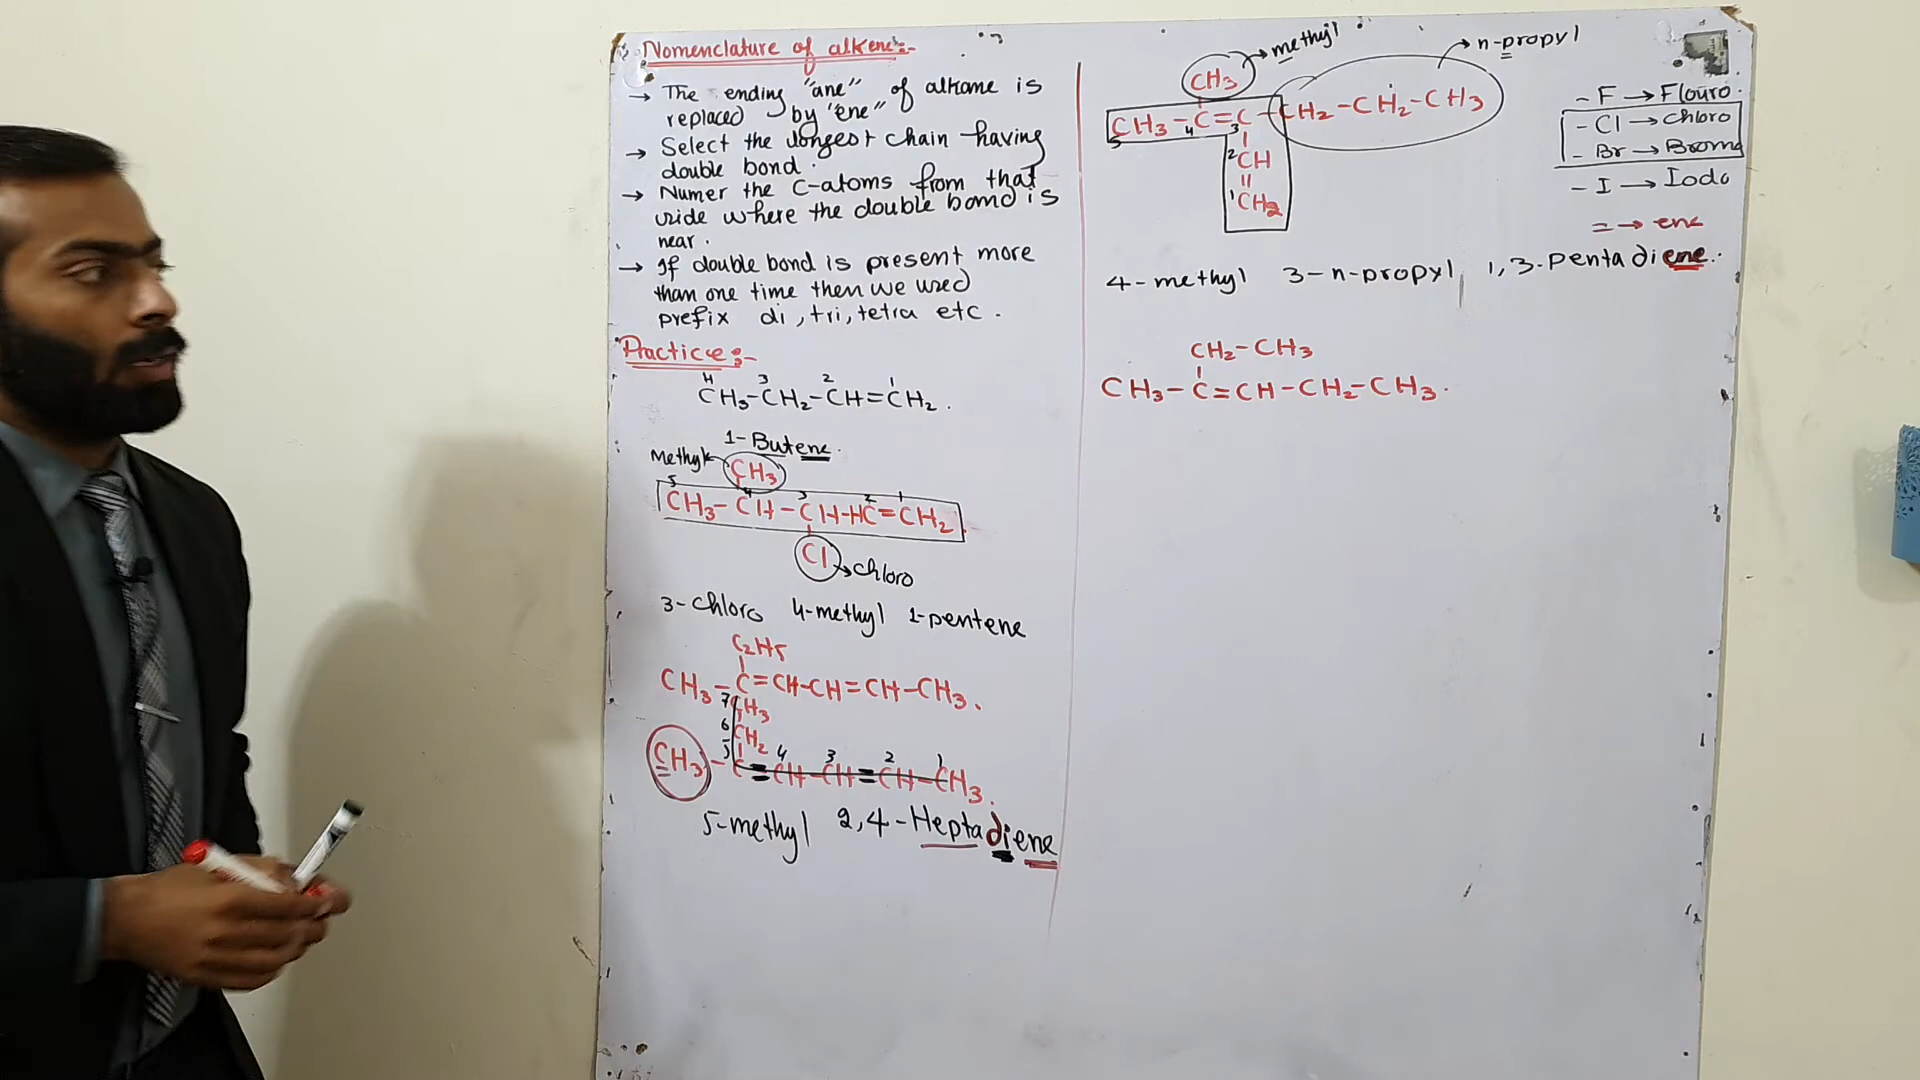 Nomenclature of alkene:-
→ The ending "ane" of alkane is
replaced by "ene"
→ Select the longest chain having
double bond.
→ Numer the C-atoms from that
side where the double bond is
near.
→ If double bond is present more
than one time then we used
prefix di, tri, tetra etc.
Practice:-
4 3 2 1
CH3-CH2-CH=CH2.
1-Butene.
Methyl
CH3
5 4 3 2 1
CH3-CH-CH-HC=CH2
Cl → chloro
3-chloro 4-methyl 1-pentene
C2H5
CH3-C=CH-CH=CH-CH3.
7 CH3
6 CH2
5 4 3 2 1
CH3-C=CH-CH=CH-CH3.
5-methyl 2,4-Heptadiene
CH3 → methyl
→ n-propyl
CH3-C=C-CH2-CH2-CH3
5 4 3
2 CH
1 CH2
4-methyl 3-n-propyl 1,3-pentadiene.
CH2-CH3
CH3-C=CH-CH2-CH3.
- F → Flouro.
- Cl → chloro
- Br → Bromo
- I → Iodo
= → ene